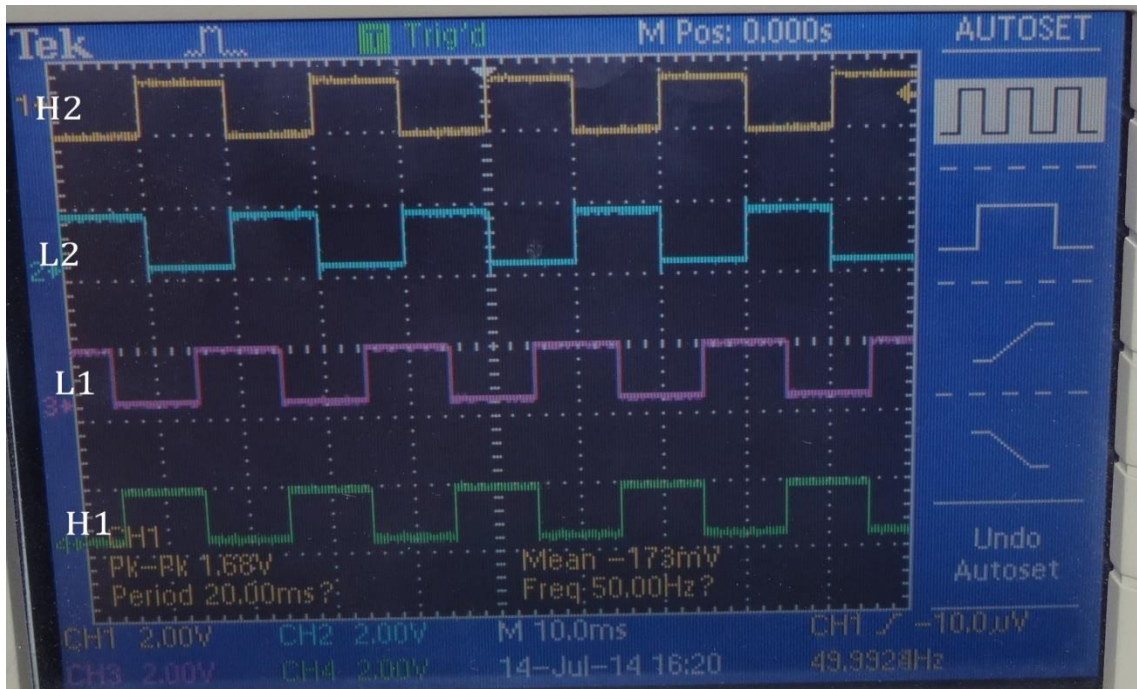 Tek T Trig'd M Pos: 0.000s AUTOSET
H2
L2
2
L1
3
H1
CH1
Pk-Pk 1.68V Mean -173mV
Period 20.00ms? Freq 50.00Hz?
Undo
Autoset
CH1 2.00V CH2 2.00V M 10.0ms CH1 / -10.0µV
CH3 2.00V CH4 2.00V 14-Jul-14 16:20